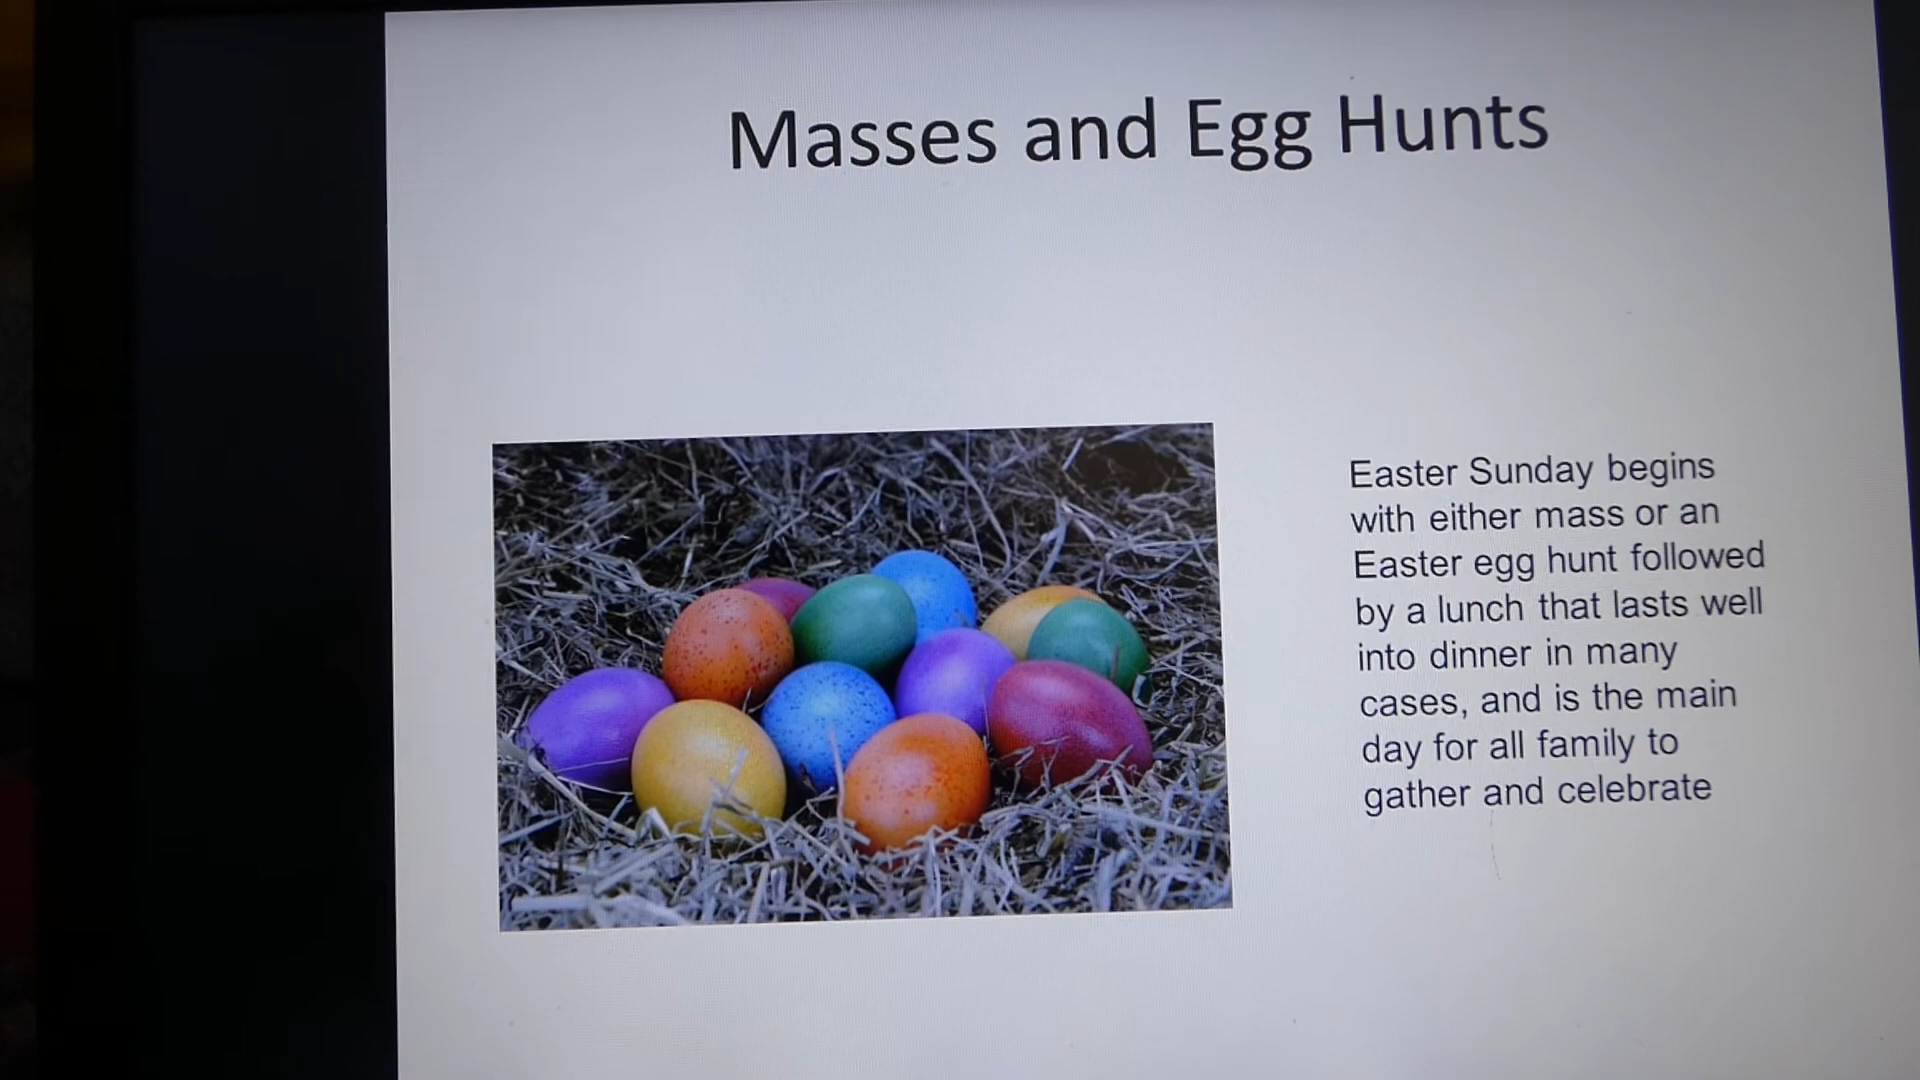 Masses and Egg Hunts
Easter Sunday begins
with either mass or an
Easter egg hunt followed
by a lunch that lasts well
into dinner in many
cases, and is the main
day for all family to
gather and celebrate